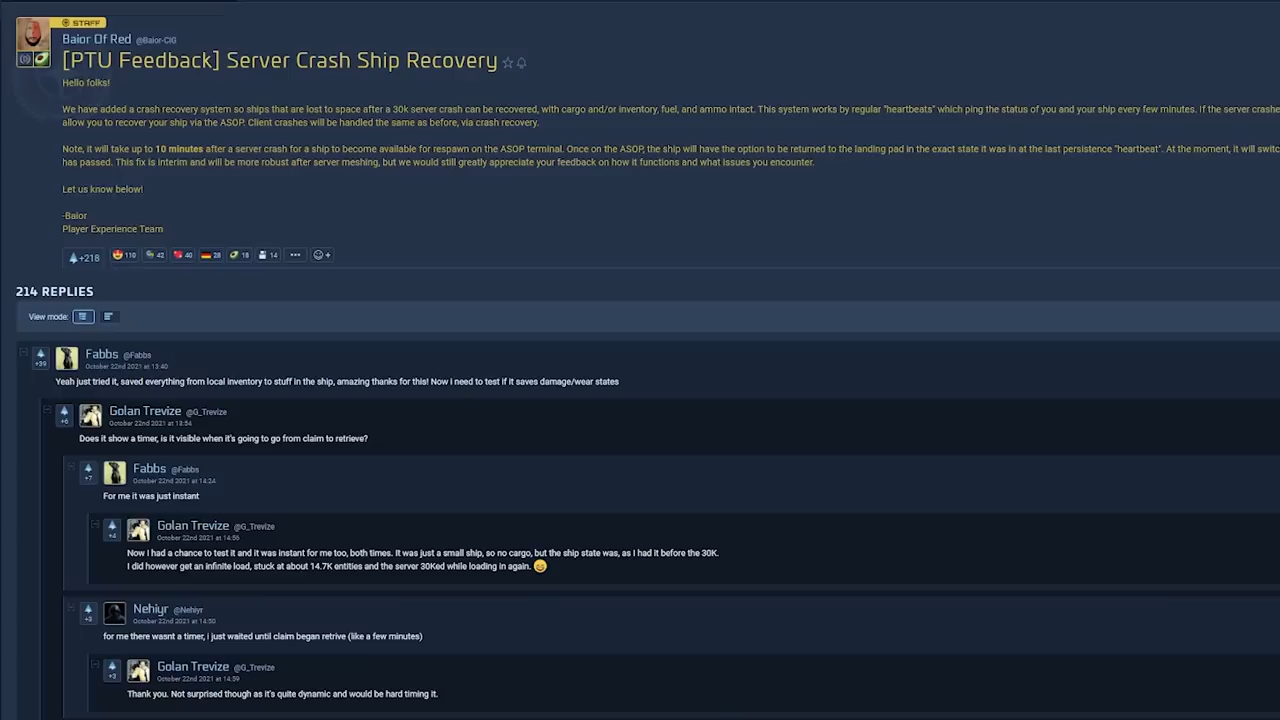 STAFF
Baior Of Red @Baior-CIG
[PTU Feedback] Server Crash Ship Recovery
Hello folks!
We have added a crash recovery system so ships that are lost to space after a 30k server crash can be recovered, with cargo and/or inventory, fuel, and ammo intact. This system works by regular "heartbeats" which ping the status of you and your ship every few minutes. If the server crashe
allow you to recover your ship via the ASOP. Client crashes will be handled the same as before, via crash recovery.
Note, it will take up to 10 minutes after a server crash for a ship to become available for respawn on the ASOP terminal. Once on the ASOP, the ship will have the option to be returned to the landing pad in the exact state it was in at the last persistence "heartbeat". At the moment, it will switc
has passed. This fix is interim and will be more robust after server meshing, but we would still greatly appreciate your feedback on how it functions and what issues you encounter.
Let us know below!
-Baior
Player Experience Team
+218 110 42 40 28 18 14
214 REPLIES
View mode:
Fabbs @Fabbs
+39
October 22nd 2021 at 13:40
Yeah just tried it, saved everything from local inventory to stuff in the ship, amazing thanks for this! Now i need to test if it saves damage/wear states
Golan Trevize @G_Trevize
+6
October 22nd 2021 at 13:54
Does it show a timer, is it visible when it's going to go from claim to retrieve?
Fabbs @Fabbs
+7
October 22nd 2021 at 14:24
For me it was just instant
Golan Trevize @G_Trevize
+4
October 22nd 2021 at 14:56
Now I had a chance to test it and it was instant for me too, both times. It was just a small ship, so no cargo, but the ship state was, as I had it before the 30K.
I did however get an infinite load, stuck at about 14.7K entities and the server 30Ked while loading in again.
Nehiyr @Nehiyr
+3
October 22nd 2021 at 14:50
for me there wasnt a timer, i just waited until claim began retrive (like a few minutes)
Golan Trevize @G_Trevize
+3
October 22nd 2021 at 14:59
Thank you. Not surprised though as it's quite dynamic and would be hard timing it.